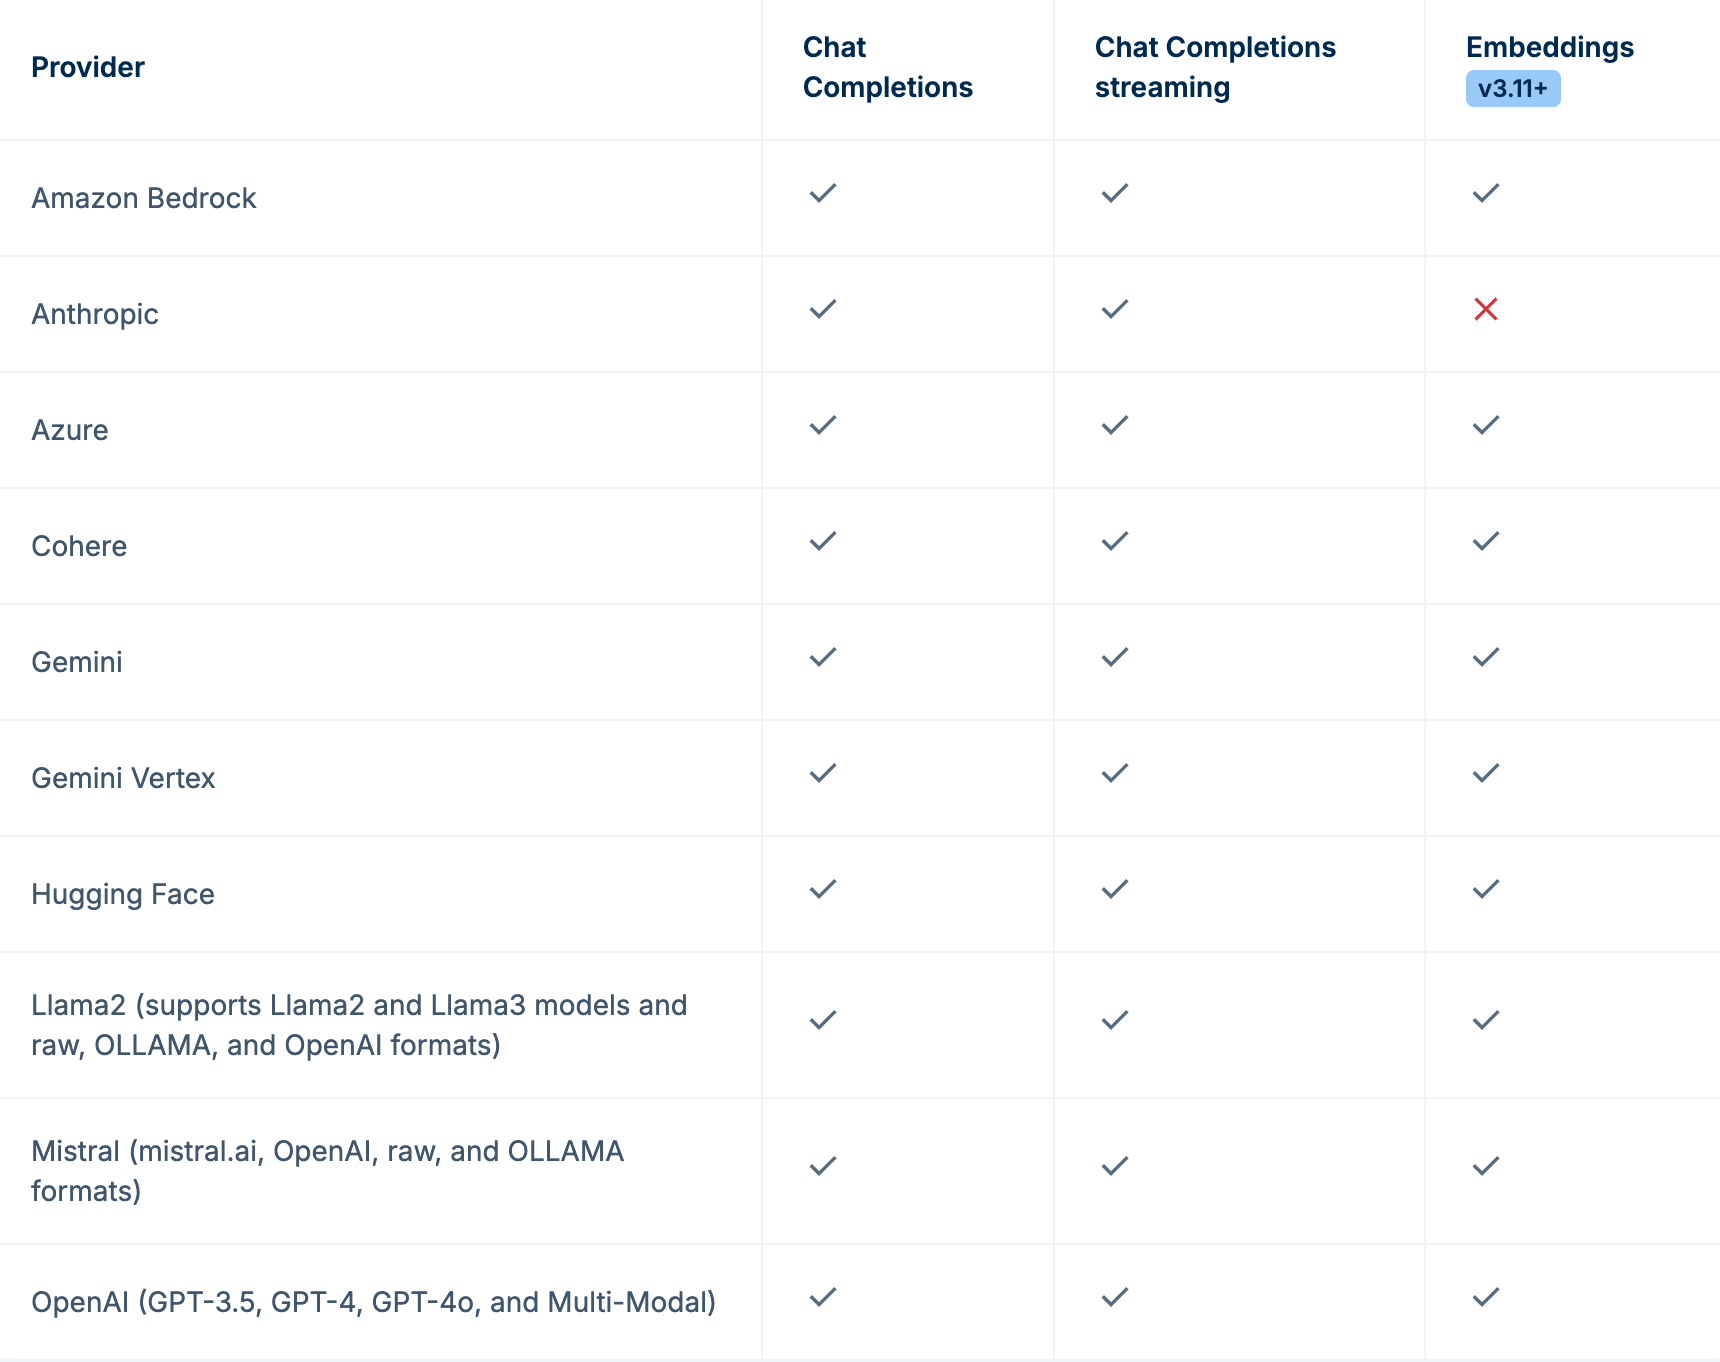 Provider
Chat
Completions
Chat Completions
streaming
Embeddings
v3.11+
Amazon Bedrock
Anthropic
Azure
Cohere
Gemini
Gemini Vertex
Hugging Face
Llama2 (supports Llama2 and Llama3 models and
raw, OLLAMA, and OpenAI formats)
Mistral (mistral.ai, OpenAI, raw, and OLLAMA
formats)
OpenAI (GPT-3.5, GPT-4, GPT-4o, and Multi-Modal)